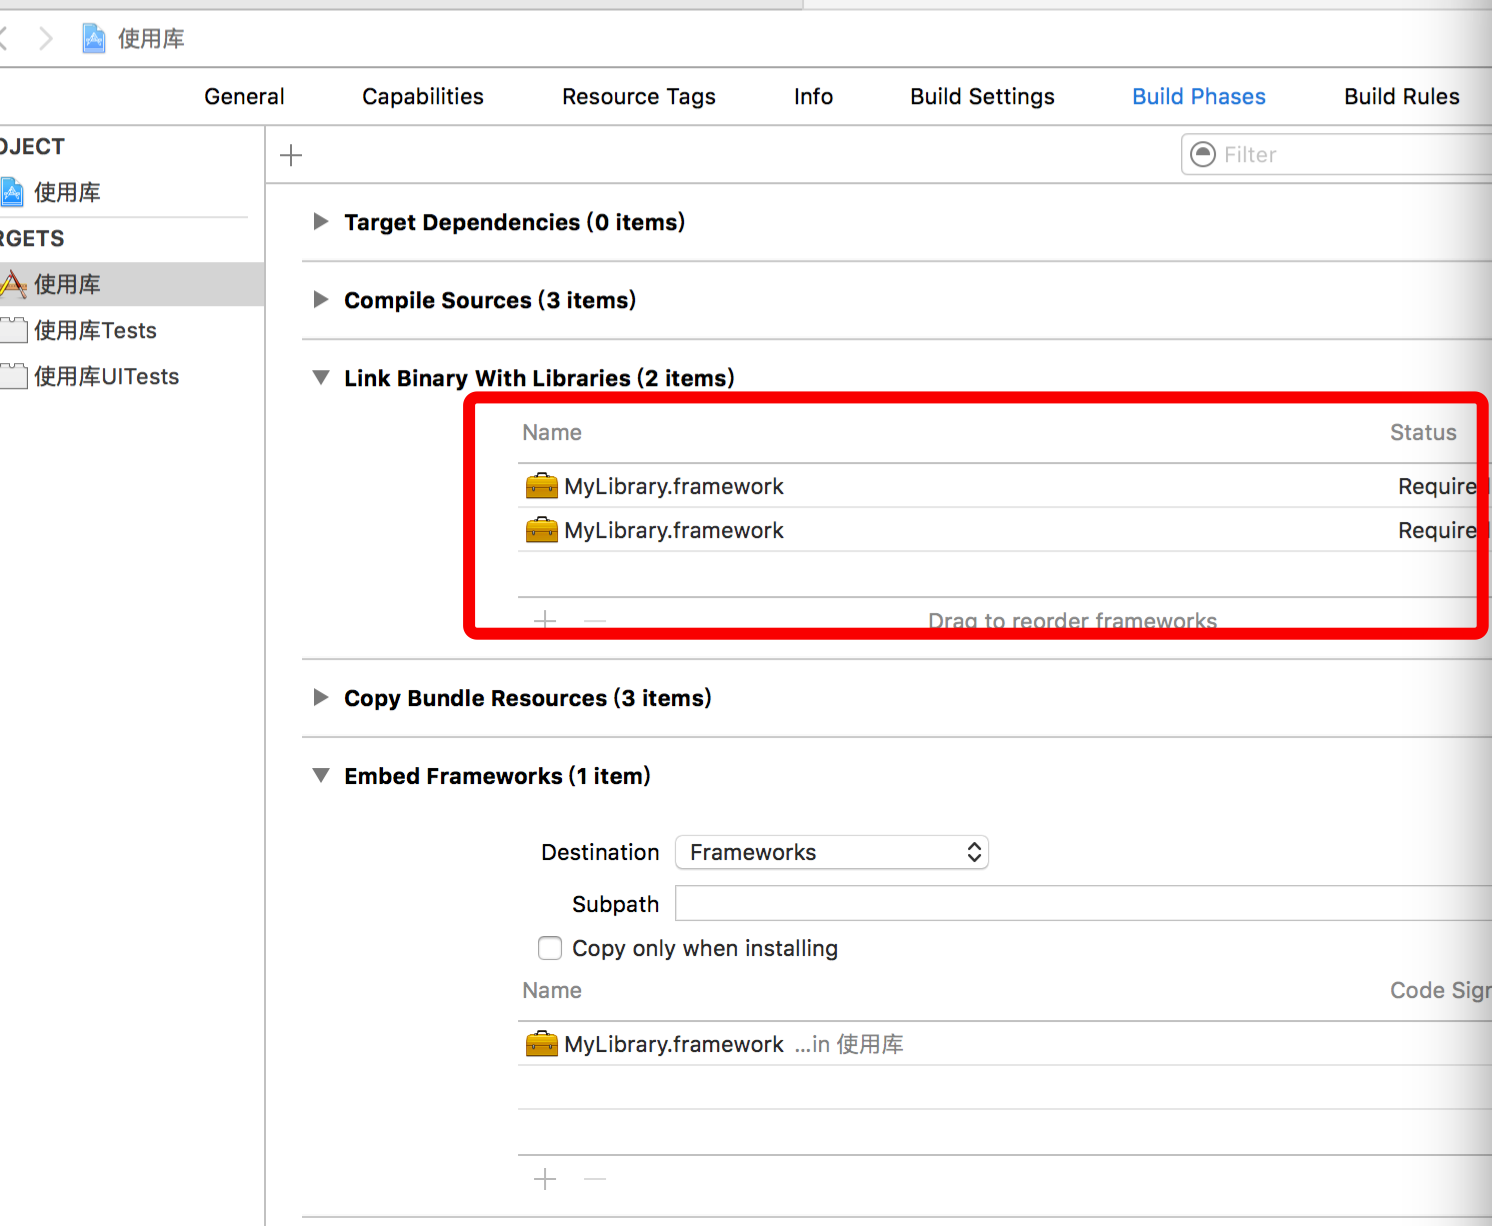 使用库
General Capabilities Resource Tags Info Build Settings Build Phases Build Rules
OJECT
Filter
使用库
RGETS
使用库
使用库Tests
使用库UITests
Target Dependencies (0 items)
Compile Sources (3 items)
Link Binary With Libraries (2 items)
Name Status
MyLibrary.framework Require
MyLibrary.framework Require
Drag to reorder frameworks
Copy Bundle Resources (3 items)
Embed Frameworks (1 item)
Destination Frameworks
Subpath
Copy only when installing
Name Code Sign
MyLibrary.framework ...in 使用库